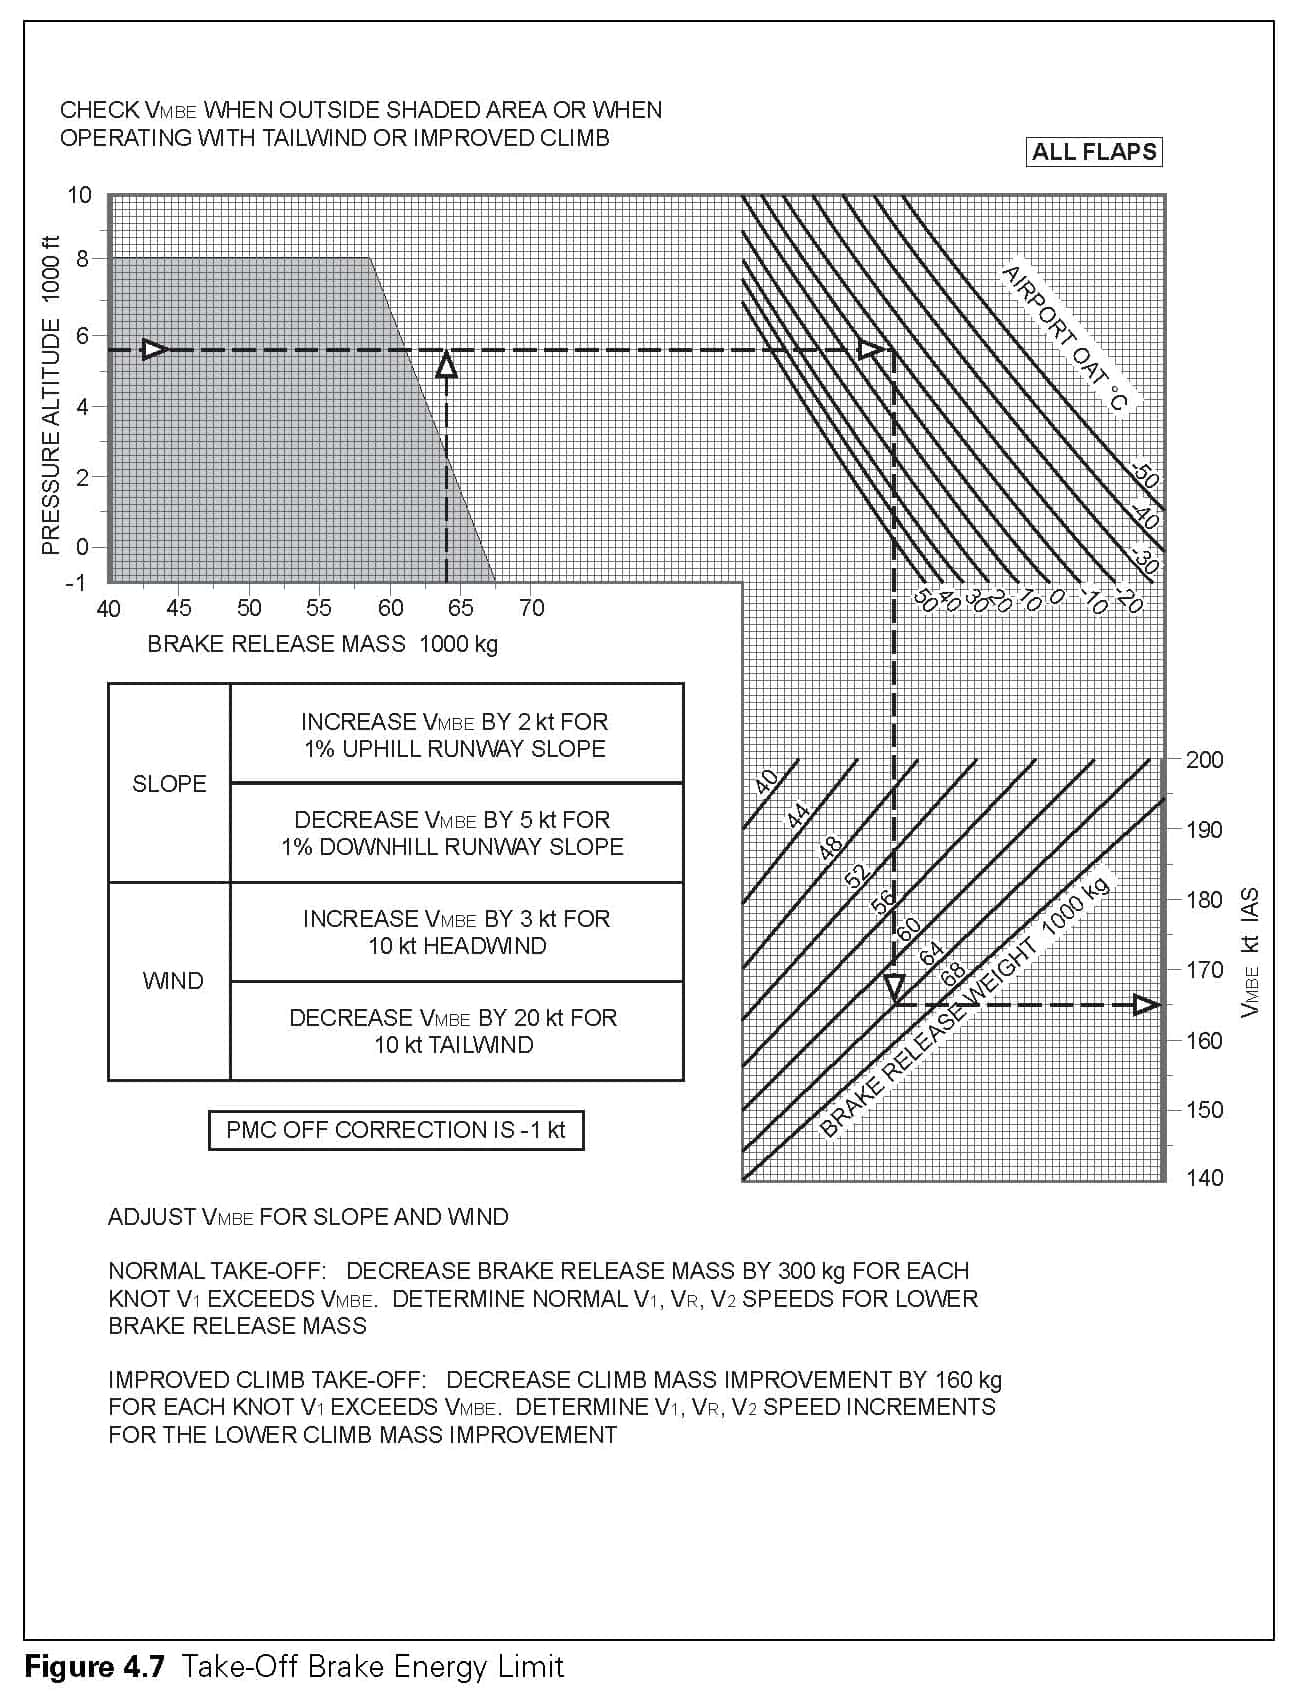 CHECK VMBE WHEN OUTSIDE SHADED AREA OR WHEN
OPERATING WITH TAILWIND OR IMPROVED CLIMB
ALL FLAPS
10
8
6
4
2
0
-1
PRESSURE ALTITUDE 1000 ft
40 45 50 55 60 65 70
BRAKE RELEASE MASS 1000 kg
AIRPORT OAT °C
-50
-40
-30
50 40 30 20 10 0 -10 -20
SLOPE
INCREASE VMBE BY 2 kt FOR
1% UPHILL RUNWAY SLOPE
DECREASE VMBE BY 5 kt FOR
1% DOWNHILL RUNWAY SLOPE
WIND
INCREASE VMBE BY 3 kt FOR
10 kt HEADWIND
DECREASE VMBE BY 20 kt FOR
10 kt TAILWIND
PMC OFF CORRECTION IS -1 kt
40
44
48
52
56
60
64
68
BRAKE RELEASE WEIGHT 1000 kg
200
190
180
170
160
150
140
VMBE kt IAS
ADJUST VMBE FOR SLOPE AND WIND
NORMAL TAKE-OFF: DECREASE BRAKE RELEASE MASS BY 300 kg FOR EACH
KNOT V1 EXCEEDS VMBE. DETERMINE NORMAL V1, VR, V2 SPEEDS FOR LOWER
BRAKE RELEASE MASS
IMPROVED CLIMB TAKE-OFF: DECREASE CLIMB MASS IMPROVEMENT BY 160 kg
FOR EACH KNOT V1 EXCEEDS VMBE. DETERMINE V1, VR, V2 SPEED INCREMENTS
FOR THE LOWER CLIMB MASS IMPROVEMENT
Figure 4.7 Take-Off Brake Energy Limit